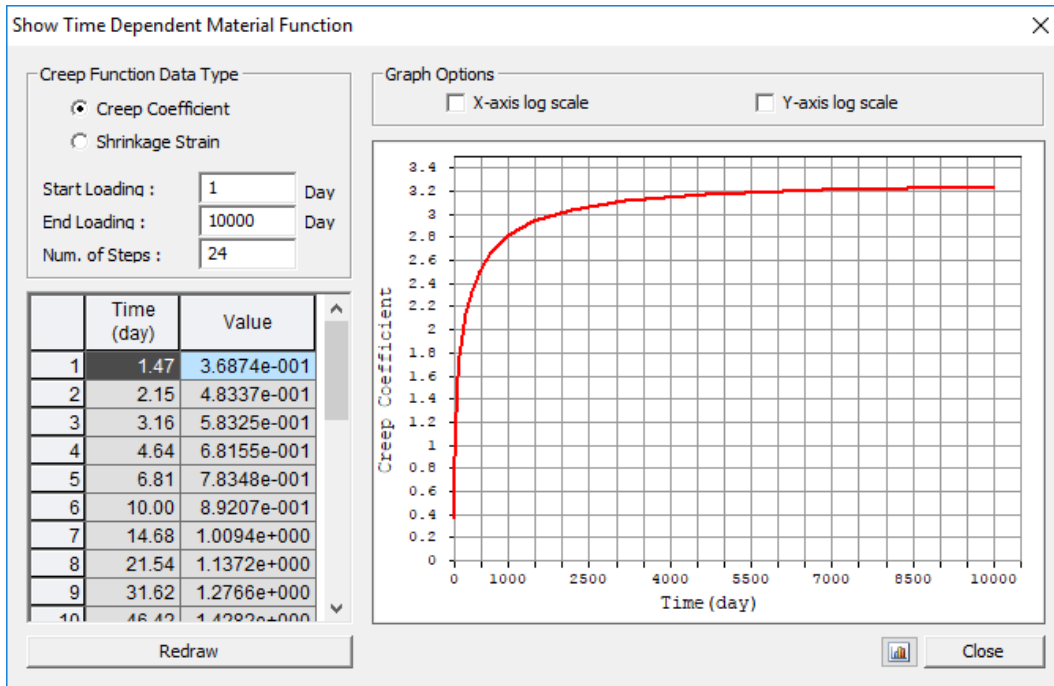 Show Time Dependent Material Function
Creep Function Data Type
Creep Coefficient
Shrinkage Strain
Start Loading : 1 Day
End Loading : 10000 Day
Num. of Steps : 24
Time (day) Value
1 1.47 3.6874e-001
2 2.15 4.8337e-001
3 3.16 5.8325e-001
4 4.64 6.8155e-001
5 6.81 7.8348e-001
6 10.00 8.9207e-001
7 14.68 1.0094e+000
8 21.54 1.1372e+000
9 31.62 1.2766e+000
10 46.42 1.4282e+000
Redraw
Graph Options
X-axis log scale Y-axis log scale
3.4
3.2
3
2.8
2.6
2.4
2.2
2
1.8
1.6
1.4
1.2
1
0.8
0.6
0.4
0.2
0
Creep Coefficient
0 1000 2500 4000 5500 7000 8500 10000
Time(day)
Close